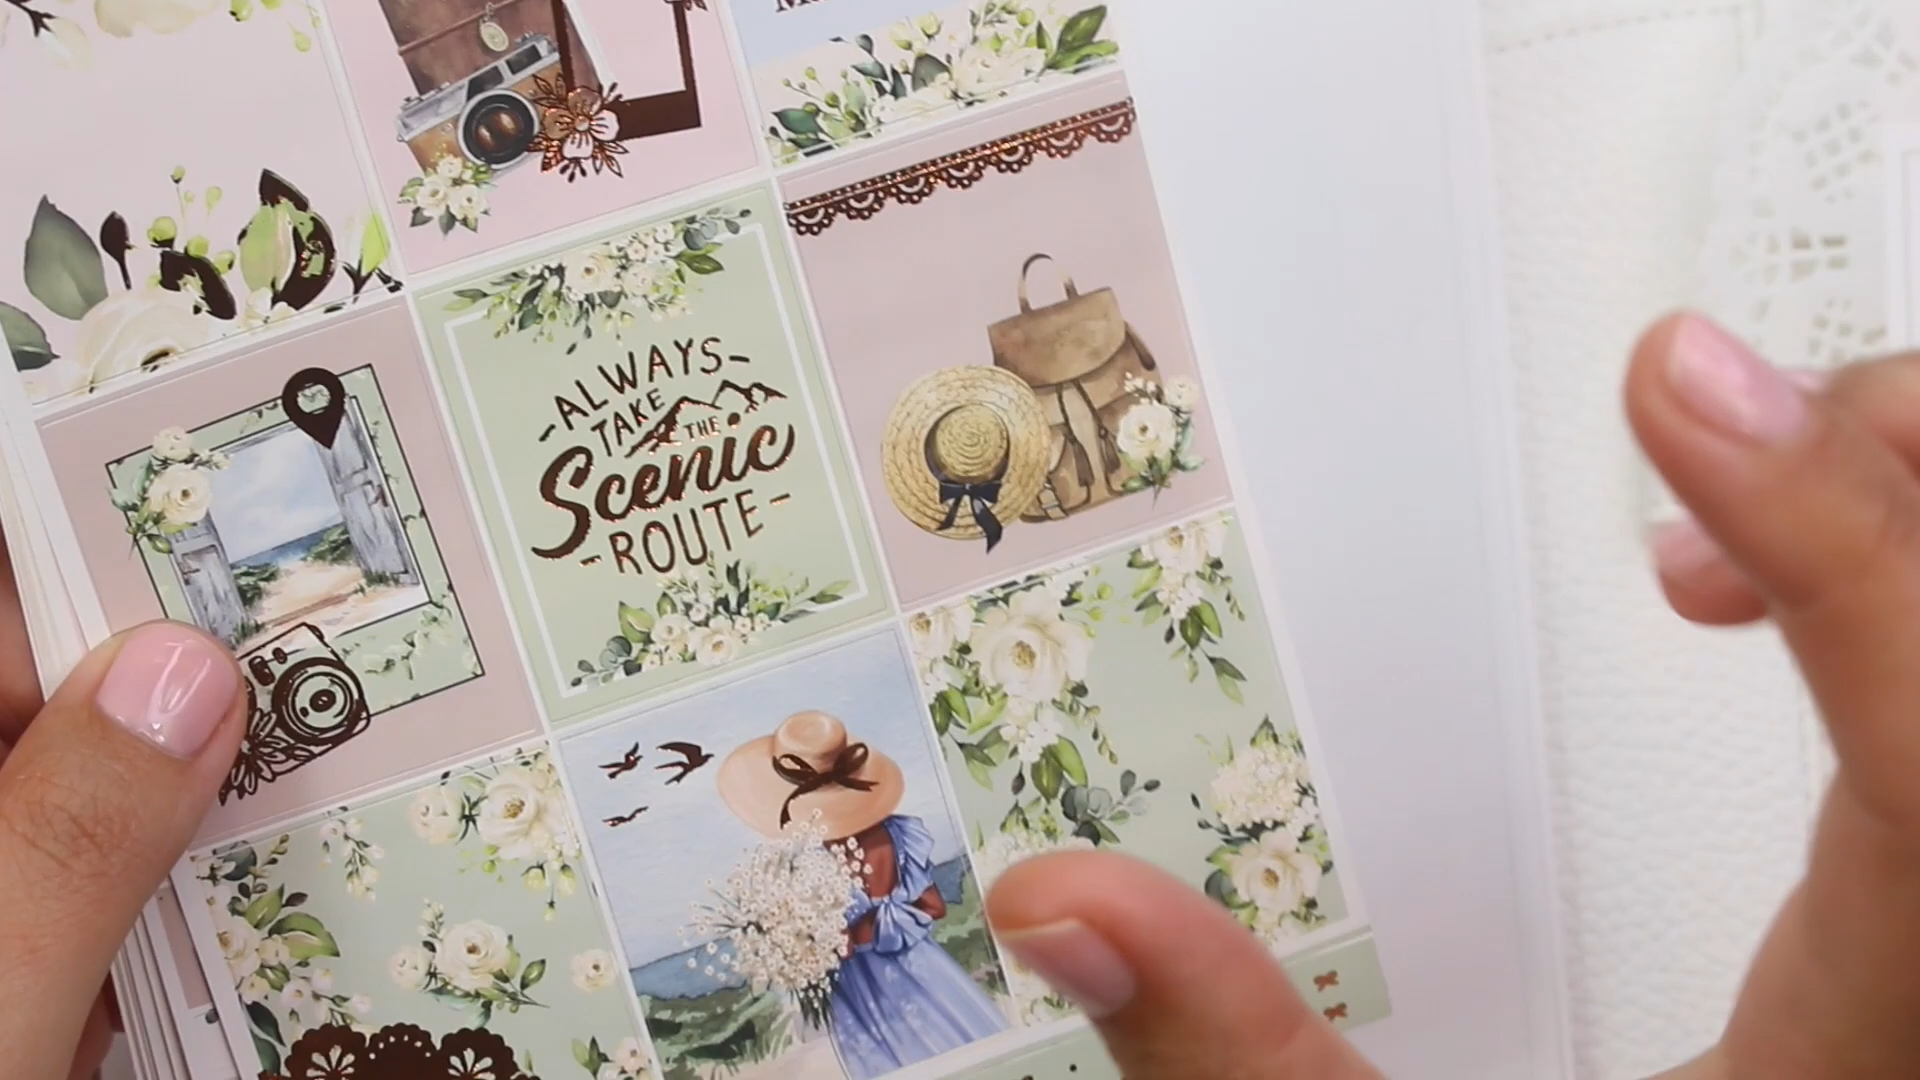 -ALWAYS-
TAKE
THE
Scenic
-ROUTE-